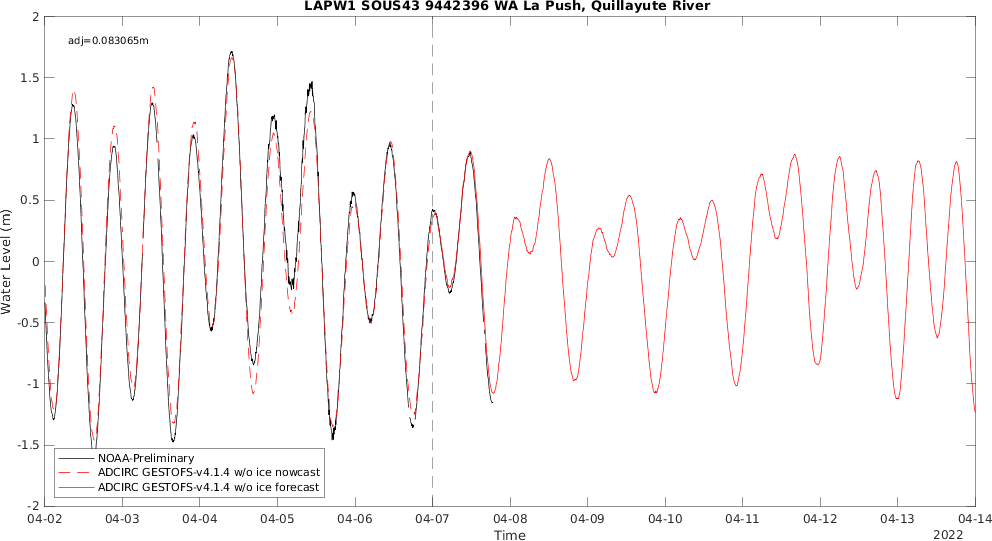 LAPW1 SOUS43 9442396 WA La Push, Quillayute River
adj=0.083065m
2
1.5
1
0.5
0
-0.5
-1
-1.5
-2
Water Level (m)
NOAA-Preliminary
ADCIRC GESTOFS-v4.1.4 w/o ice nowcast
ADCIRC GESTOFS-v4.1.4 w/o ice forecast
04-02 04-03 04-04 04-05 04-06 04-07 04-08 04-09 04-10 04-11 04-12 04-13 04-14
Time
2022